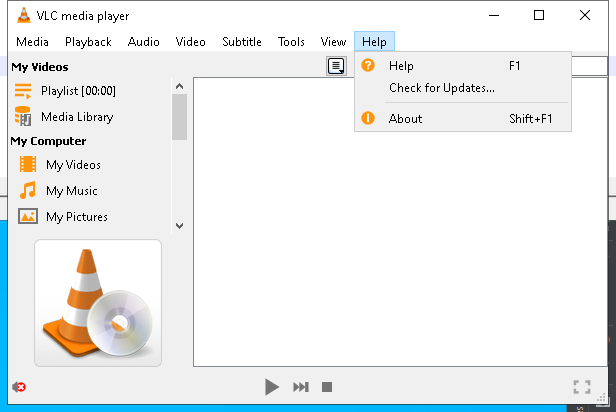 VLC media player
Media Playback Audio Video Subtitle Tools View Help
My Videos
Playlist [00:00]
Media Library
My Computer
My Videos
My Music
My Pictures
Help F1
Check for Updates...
About Shift+F1